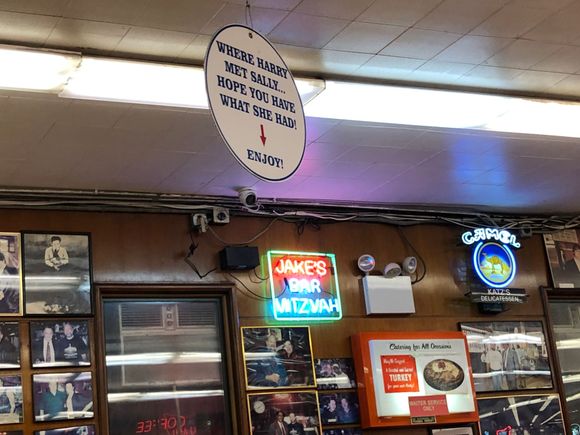 WHERE HARRY
MET SALLY...
HOPE YOU HAVE
WHAT SHE HAD!
ENJOY!
JAKE'S
BAR
MITZVAH
CAMEL
KATZ'S
DELICATESSEN
Catering for All Occasions
TURKEY
WAITER SERVICE
ONLY
COFFEE